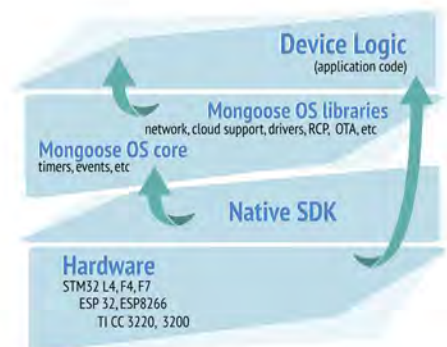 Device Logic
(application code)
Mongoose OS libraries
network, cloud support, drivers, RCP, OTA, etc
Mongoose OS core
timers, events, etc
Native SDK
Hardware
STM32 L4, F4, F7
ESP 32, ESP8266
TI CC 3220, 3200